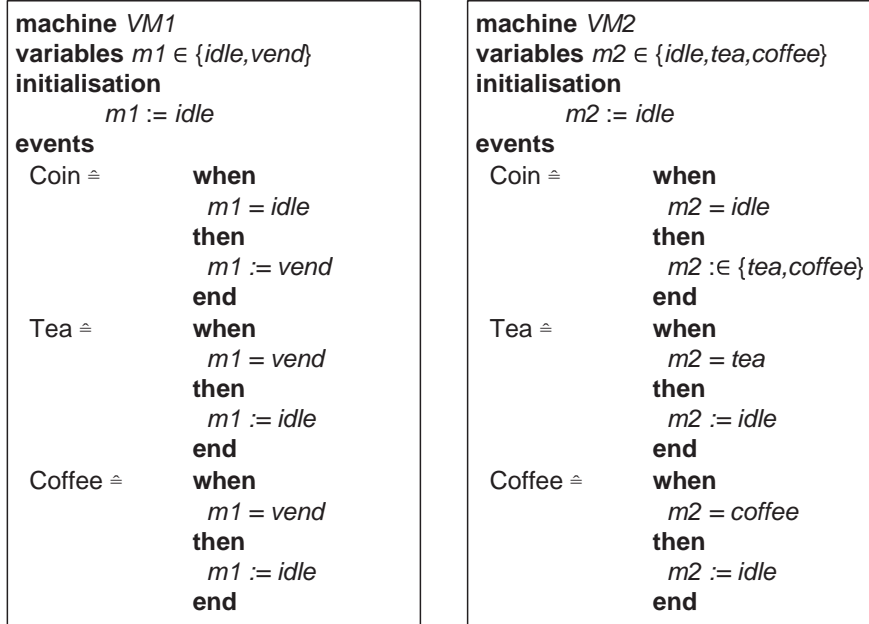 machine VM1
variables m1 ∈ {idle,vend}
initialisation
m1 := idle
events
Coin ≙ when
m1 = idle
then
m1 := vend
end
Tea ≙ when
m1 = vend
then
m1 := idle
end
Coffee ≙ when
m1 = vend
then
m1 := idle
end
machine VM2
variables m2 ∈ {idle,tea,coffee}
initialisation
m2 := idle
events
Coin ≙ when
m2 = idle
then
m2 :∈ {tea,coffee}
end
Tea ≙ when
m2 = tea
then
m2 := idle
end
Coffee ≙ when
m2 = coffee
then
m2 := idle
end